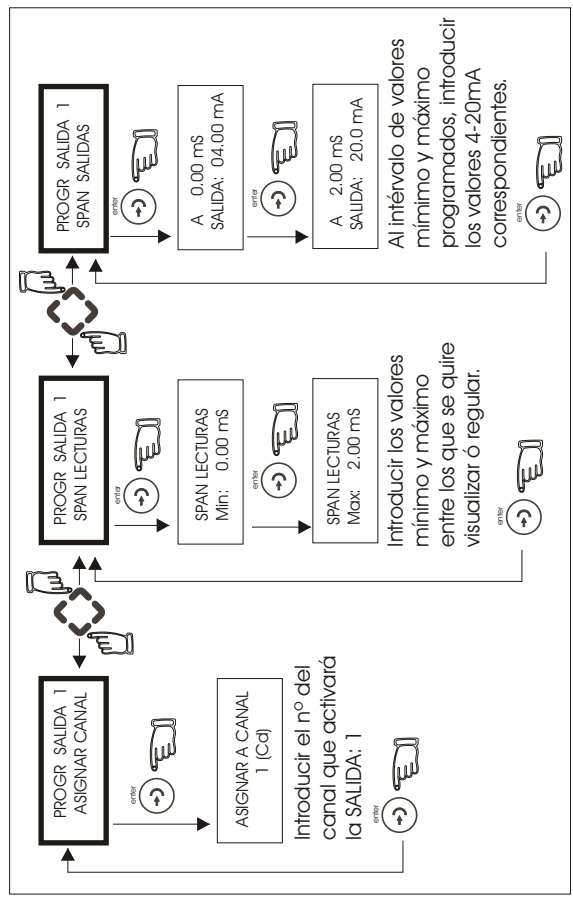 PROGR SALIDA 1
ASIGNAR CANAL
enter
ASIGNAR A CANAL
1 (Cd)
Introducir el nº del
canal que activará
la SALIDA: 1
enter
PROGR SALIDA 1
SPAN LECTURAS
enter
SPAN LECTURAS
Min: 0.00 mS
enter
SPAN LECTURAS
Max: 2.00 mS
Introducir los valores
mínimo y máximo
entre los que se quire
visualizar ó regular.
enter
PROGR SALIDA 1
SPAN SALIDAS
enter
A 0.00 mS
SALIDA: 04.00 mA
enter
A 2.00 mS
SALIDA: 20.0 mA
Al intérvalo de valores
mímimo y máximo
programados, introducir
los valores 4-20mA
correspondientes.
enter